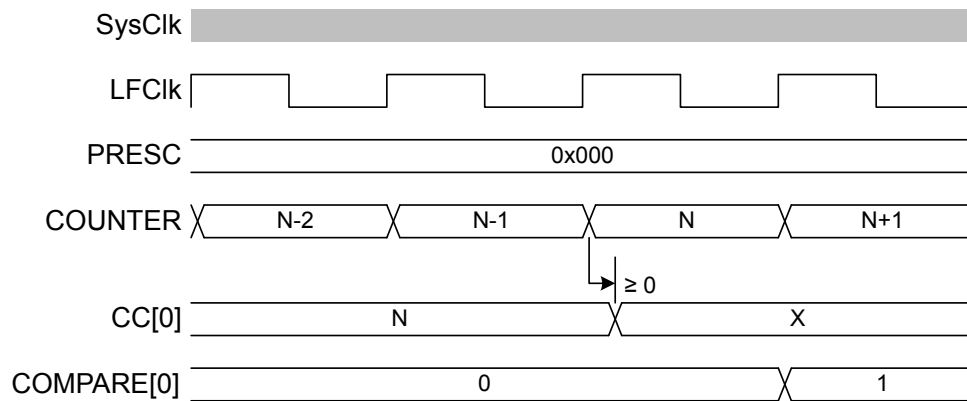 SysClk
LFClk
PRESC 0x000
COUNTER N-2 N-1 N N+1
≥ 0
CC[0] N X
COMPARE[0] 0 1